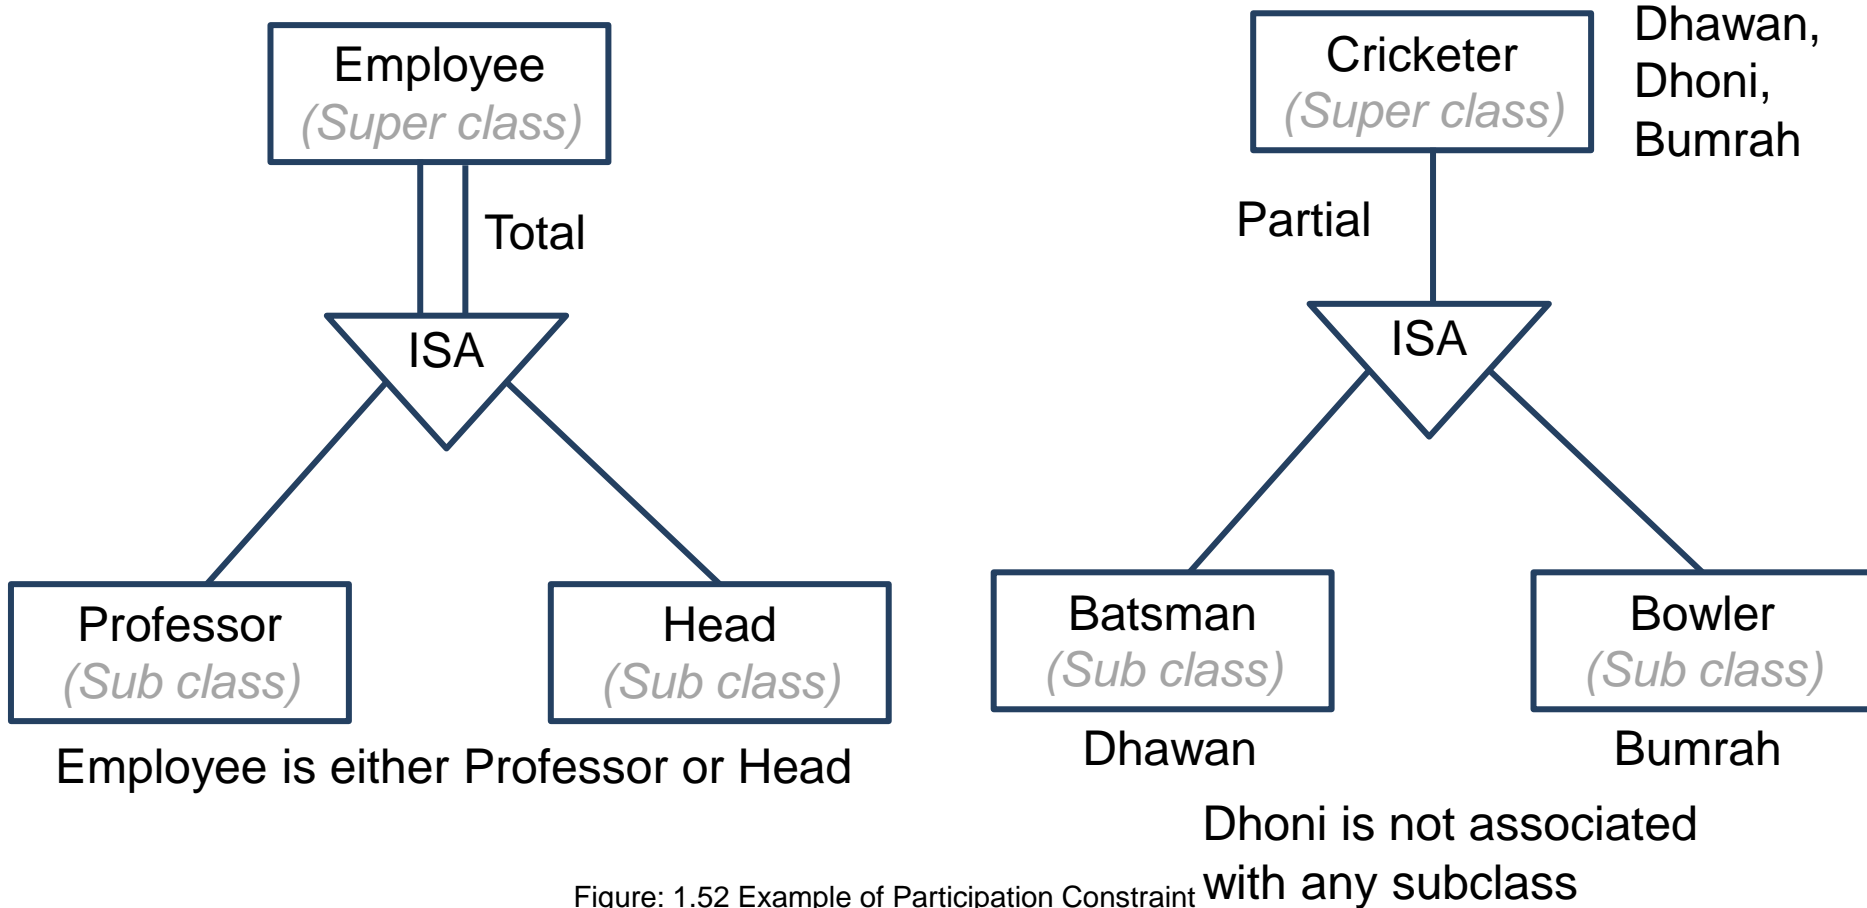 Employee
(Super class)
Total
ISA
Professor
(Sub class)
Head
(Sub class)
Employee is either Professor or Head
Cricketer
(Super class)
Dhawan,
Dhoni,
Bumrah
Partial
ISA
Batsman
(Sub class)
Dhawan
Bowler
(Sub class)
Bumrah
Dhoni is not associated
with any subclass
Figure: 1.52 Example of Participation Constraint